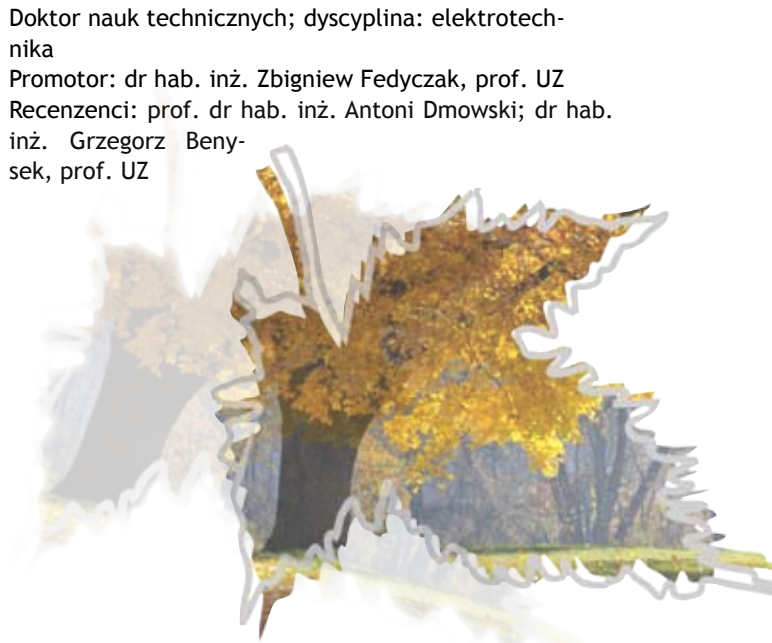 Doktor nauk technicznych; dyscyplina: elektrotech-
nika
Promotor: dr hab. inż. Zbigniew Fedyczak, prof. UZ
Recenzenci: prof. dr hab. inż. Antoni Dmowski; dr hab.
inż. Grzegorz Beny-
sek, prof. UZ